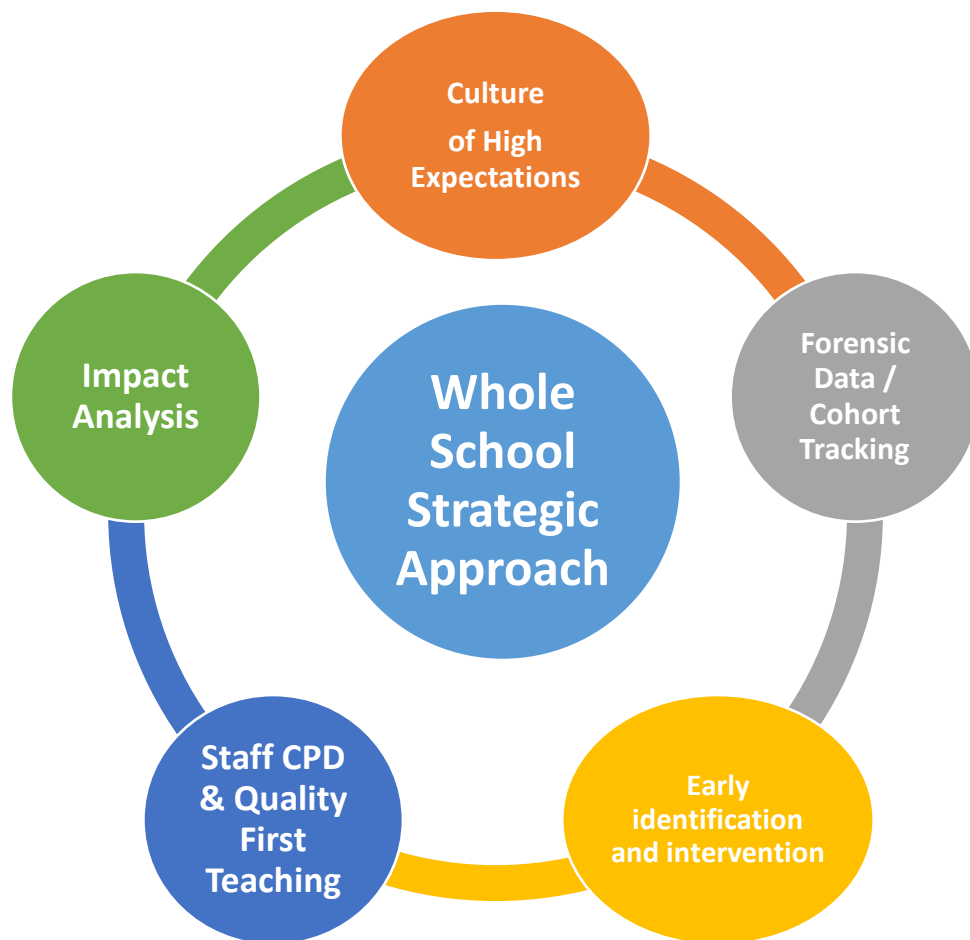 Culture
of High
Expectations
Forensic
Data /
Cohort
Tracking
Impact
Analysis
Whole
School
Strategic
Approach
Staff CPD
& Quality
First
Teaching
Early
identification
and intervention